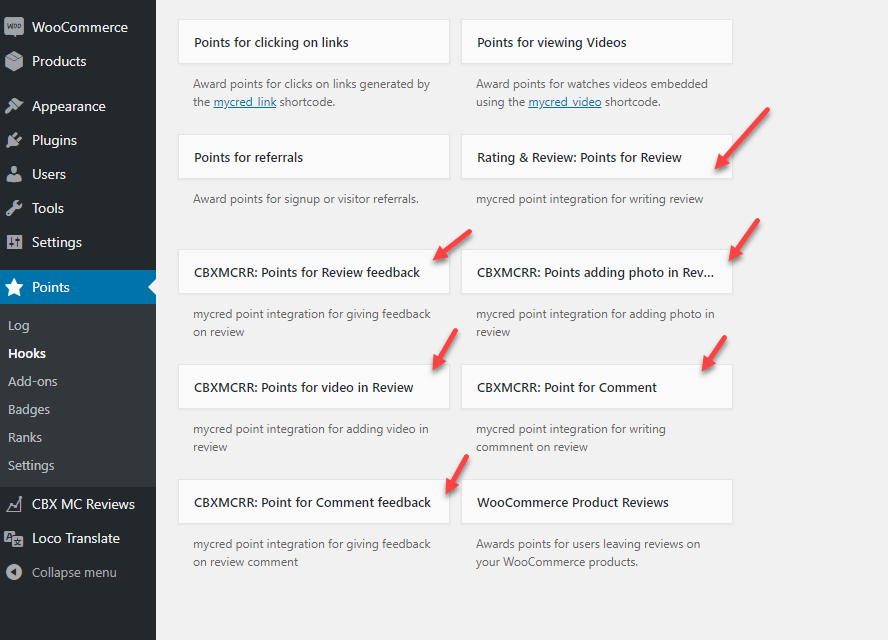 WOO WooCommerce
Products
Appearance
Plugins
Users
Tools
Settings
Points
Log
Hooks
Add-ons
Badges
Ranks
Settings
CBX MC Reviews
Loco Translate
Collapse menu
Points for clicking on links
Award points for clicks on links generated by
the mycred_link shortcode.
Points for viewing Videos
Award points for watches videos embedded
using the mycred_video shortcode.
Points for referrals
Award points for signup or visitor referrals.
Rating & Review: Points for Review
mycred point integration for writing review
CBXMCRR: Points for Review feedback
mycred point integration for giving feedback
on review
CBXMCRR: Points adding photo in Rev...
mycred point integration for adding photo in
review
CBXMCRR: Points for video in Review
mycred point integration for adding video in
review
CBXMCRR: Point for Comment
mycred point integration for writing
commnent on review
CBXMCRR: Point for Comment feedback
mycred point integration for giving feedback
on review comment
WooCommerce Product Reviews
Awards points for users leaving reviews on
your WooCommerce products.